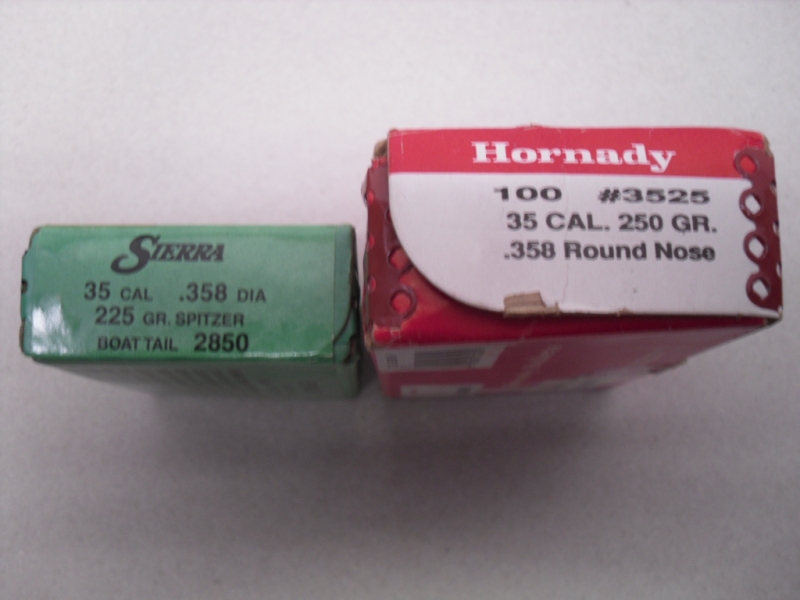 SIERRA
35 CAL .358 DIA
225 GR. SPITZER
BOAT TAIL 2850
Hornady
100 #3525
35 CAL. 250 GR.
.358 Round Nose